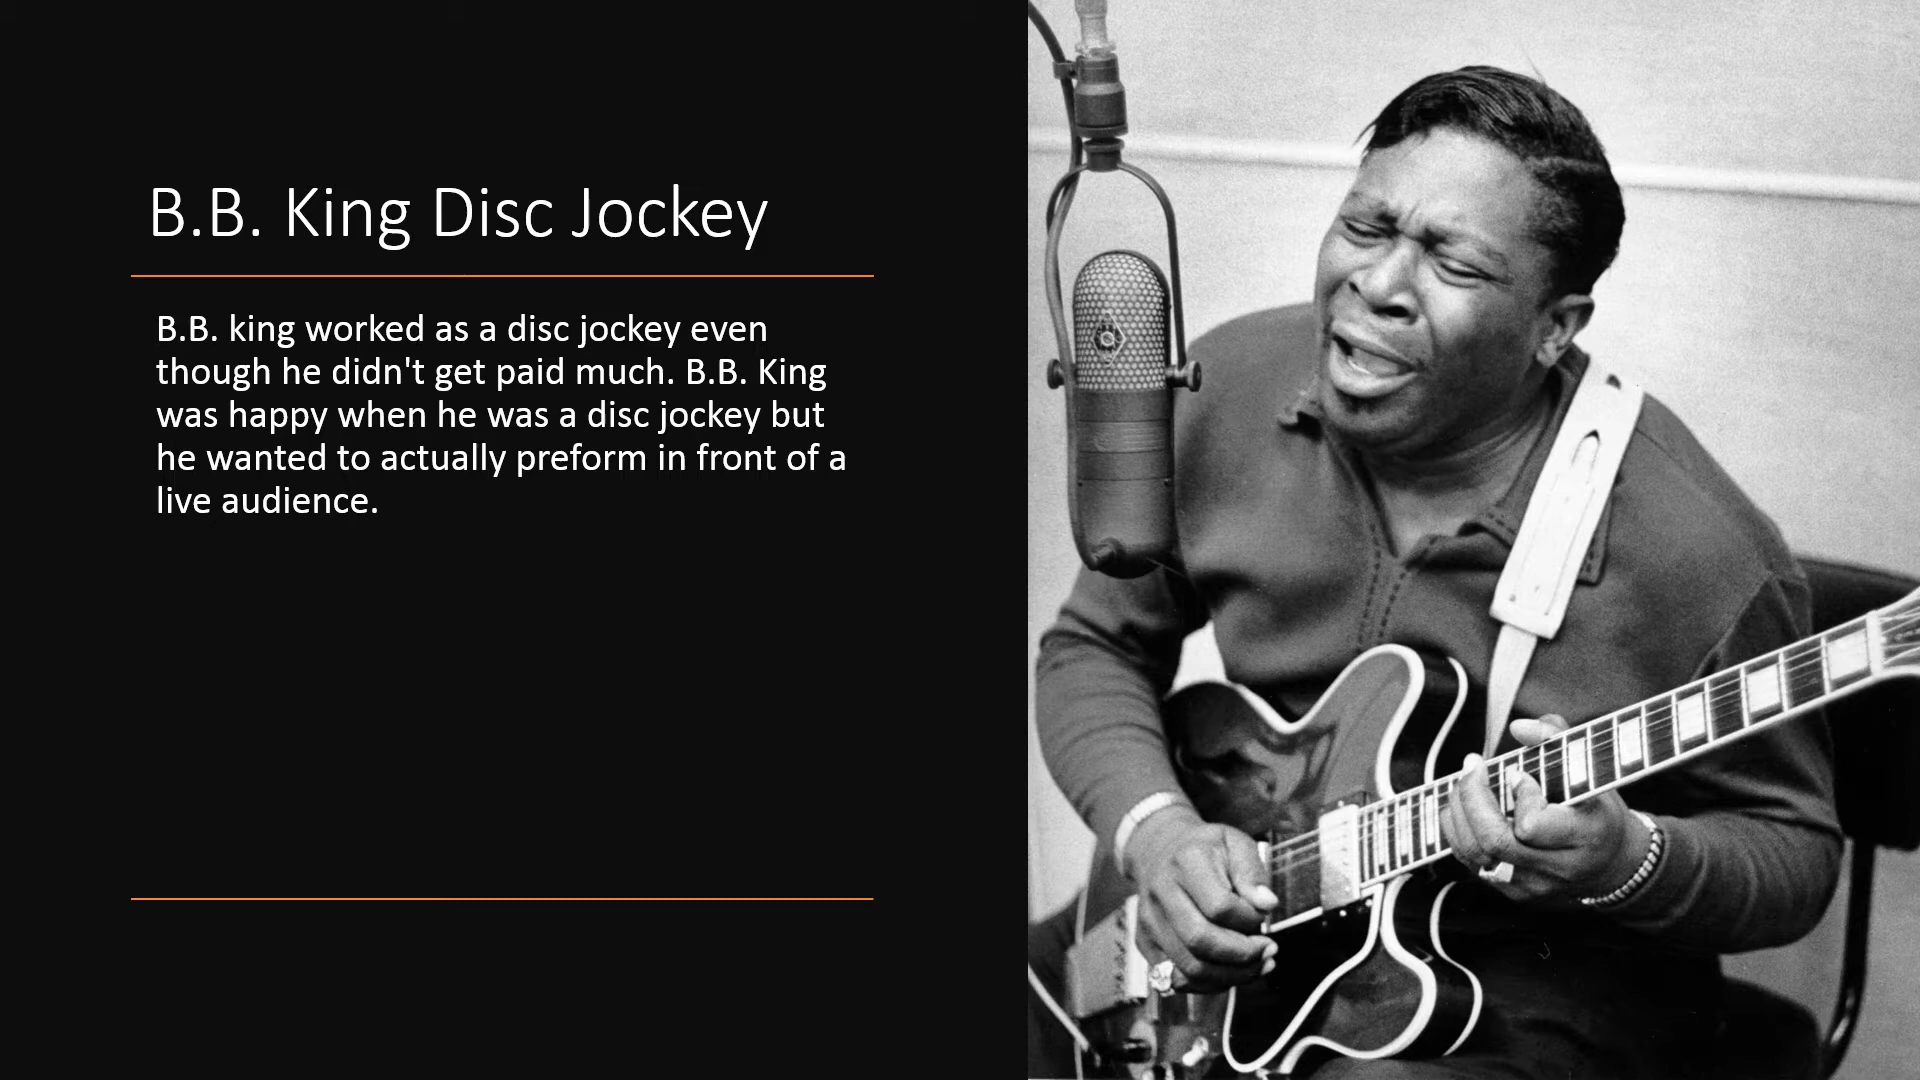 B.B. King Disc Jockey
B.B. king worked as a disc jockey even
though he didn't get paid much. B.B. King
was happy when he was a disc jockey but
he wanted to actually preform in front of a
live audience.